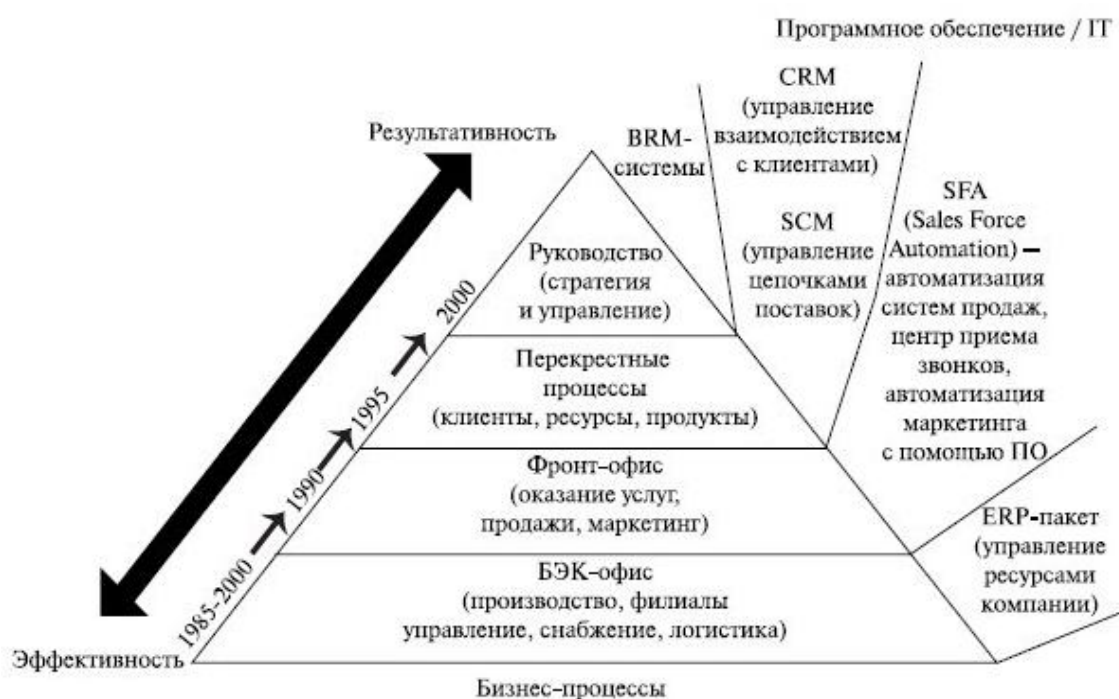 Программное обеспечение / IT
Результативность
BRM-
системы
CRM
(управление
взаимодействием
с клиентами)
SCM
(управление
цепочками
поставок)
SFA
(Sales Force
Automation) —
автоматизация
систем продаж,
центр приема
звонков,
автоматизация
маркетинга
с помощью ПО
ERP-пакет
(управление
ресурсами
компании)
Руководство
(стратегия
и управление)
Перекрестные
процессы
(клиенты, ресурсы, продукты)
Фронт-офис
(оказание услуг,
продажи, маркетинг)
БЭК-офис
(производство, филиалы
управление, снабжение, логистика)
2000
1995
1990
1985-2000
Эффективность
Бизнес-процессы